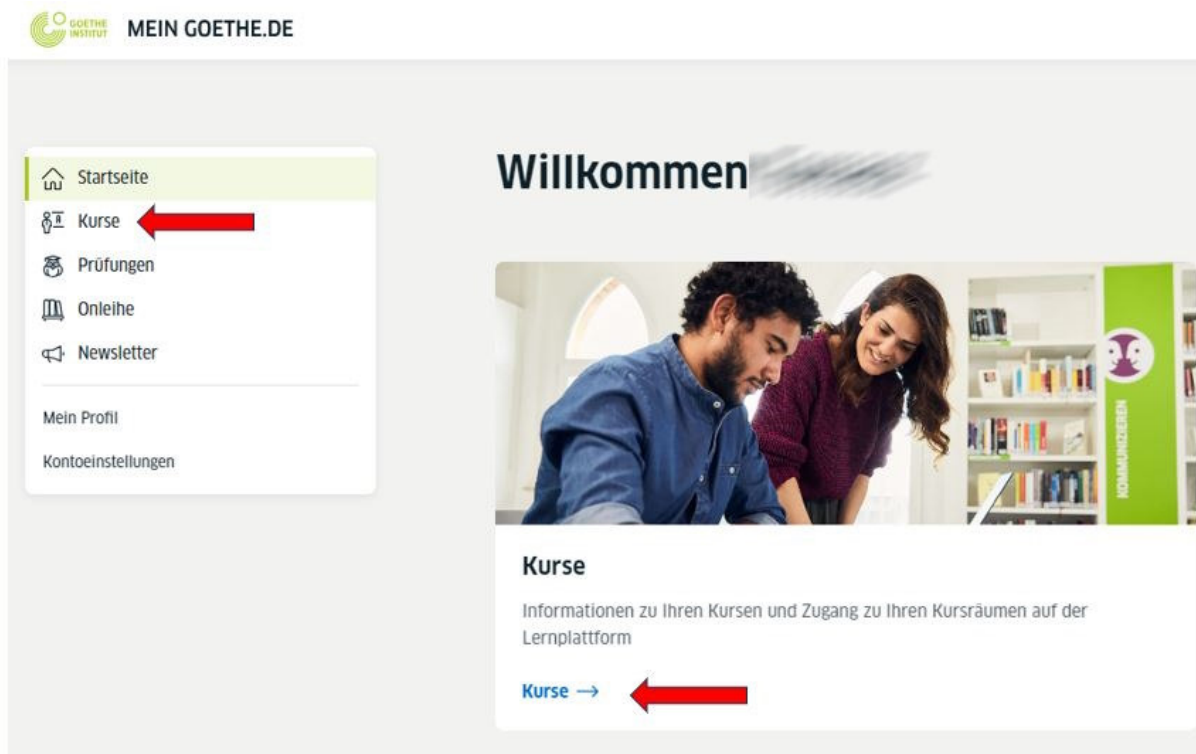 GOETHE
INSTITUT
MEIN GOETHE.DE
Startseite
Kurse
Prüfungen
Onleihe
Newsletter
Mein Profil
Kontoeinstellungen
Willkommen
KOMMUNIZIEREN
Kurse
Informationen zu Ihren Kursen und Zugang zu Ihren Kursräumen auf der
Lernplattform
Kurse →